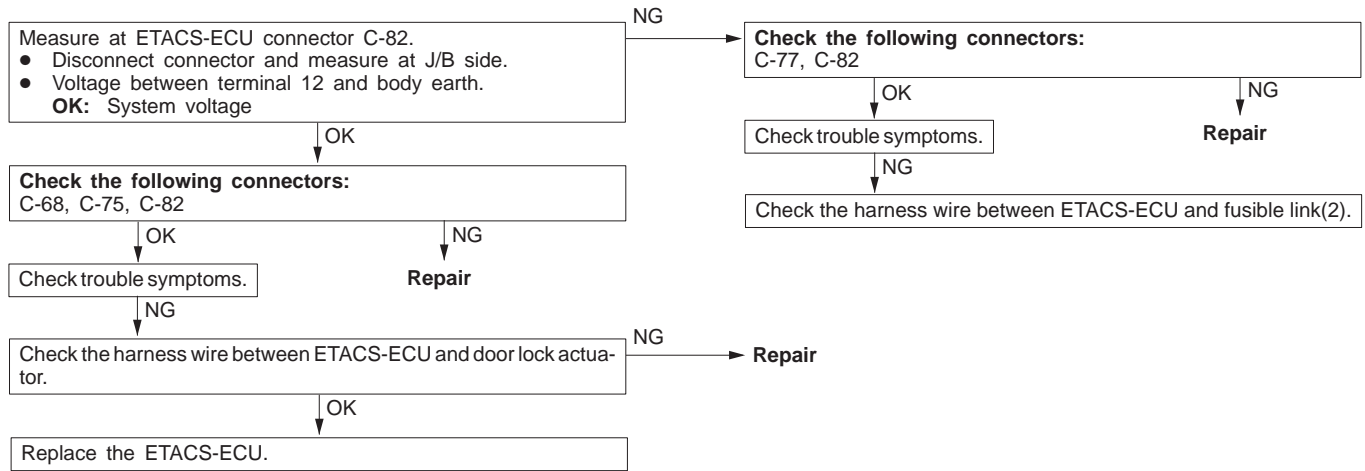 Measure at ETACS-ECU connector C-82.
● Disconnect connector and measure at J/B side.
● Voltage between terminal 12 and body earth.
OK: System voltage
NG
Check the following connectors:
C-77, C-82
OK
NG
Check trouble symptoms.
Repair
NG
Check the harness wire between ETACS-ECU and fusible link(2).
OK
Check the following connectors:
C-68, C-75, C-82
OK
NG
Check trouble symptoms.
Repair
NG
Check the harness wire between ETACS-ECU and door lock actua-
tor.
NG
Repair
OK
Replace the ETACS-ECU.